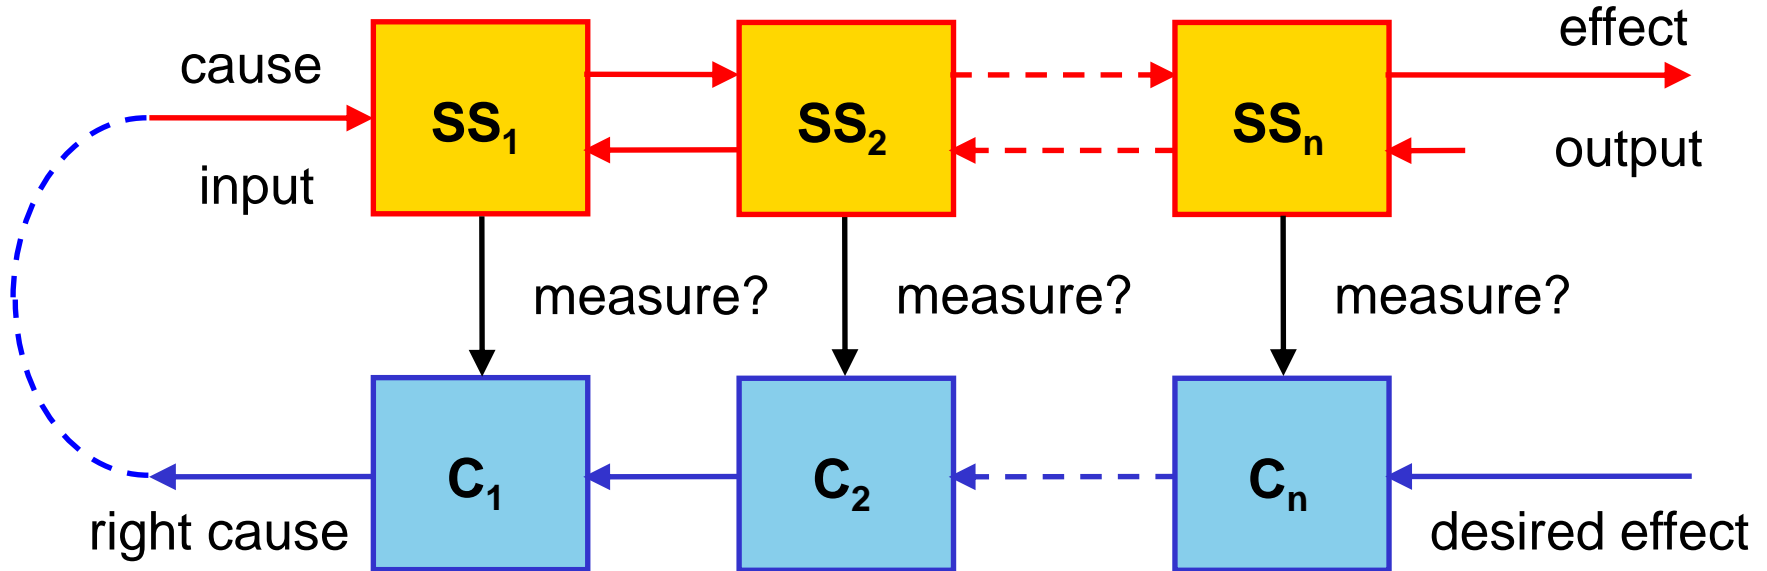 cause
effect
SS₁
SS₂
SSₙ
input
output
measure?
measure?
measure?
C₁
C₂
Cₙ
right cause
desired effect